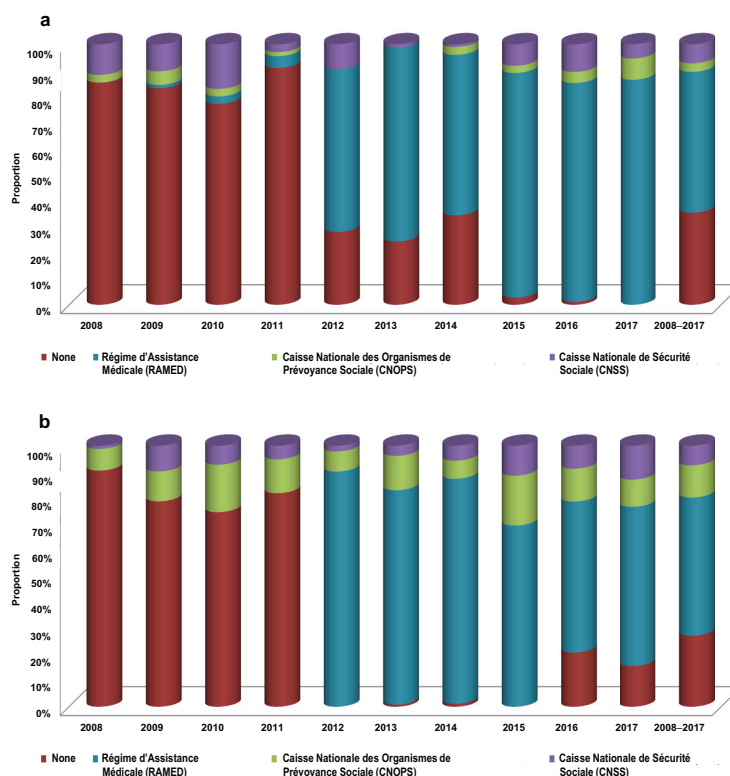 a
100%
90%
80%
70%
60%
50%
40%
30%
20%
10%
0%
Proportion
2008 2009 2010 2011 2012 2013 2014 2015 2016 2017 2008–2017
None Régime d'Assistance Médicale (RAMED) Caisse Nationale des Organismes de Prévoyance Sociale (CNOPS) Caisse Nationale de Sécurité Sociale (CNSS)
b
100%
90%
80%
70%
60%
50%
40%
30%
20%
10%
0%
Proportion
2008 2009 2010 2011 2012 2013 2014 2015 2016 2017 2008–2017
None Régime d'Assistance Médicale (RAMED) Caisse Nationale des Organismes de Prévoyance Sociale (CNOPS) Caisse Nationale de Sécurité Sociale (CNSS)